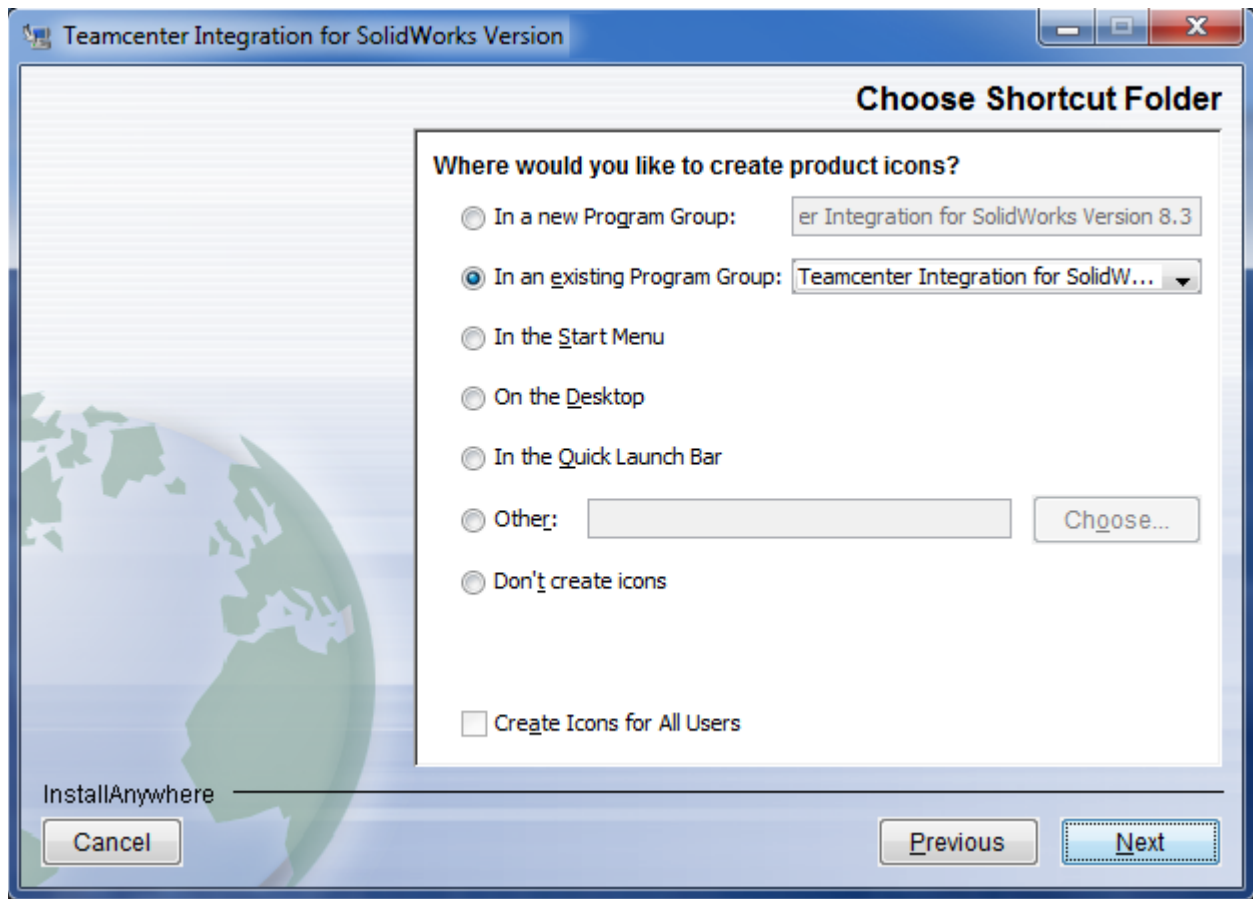 Teamcenter Integration for SolidWorks Version
Choose Shortcut Folder
Where would you like to create product icons?
In a new Program Group: er Integration for SolidWorks Version 8.3
In an existing Program Group: Teamcenter Integration for SolidW...
In the Start Menu
On the Desktop
In the Quick Launch Bar
Other: Choose...
Don't create icons
Create Icons for All Users
InstallAnywhere
Cancel Previous Next